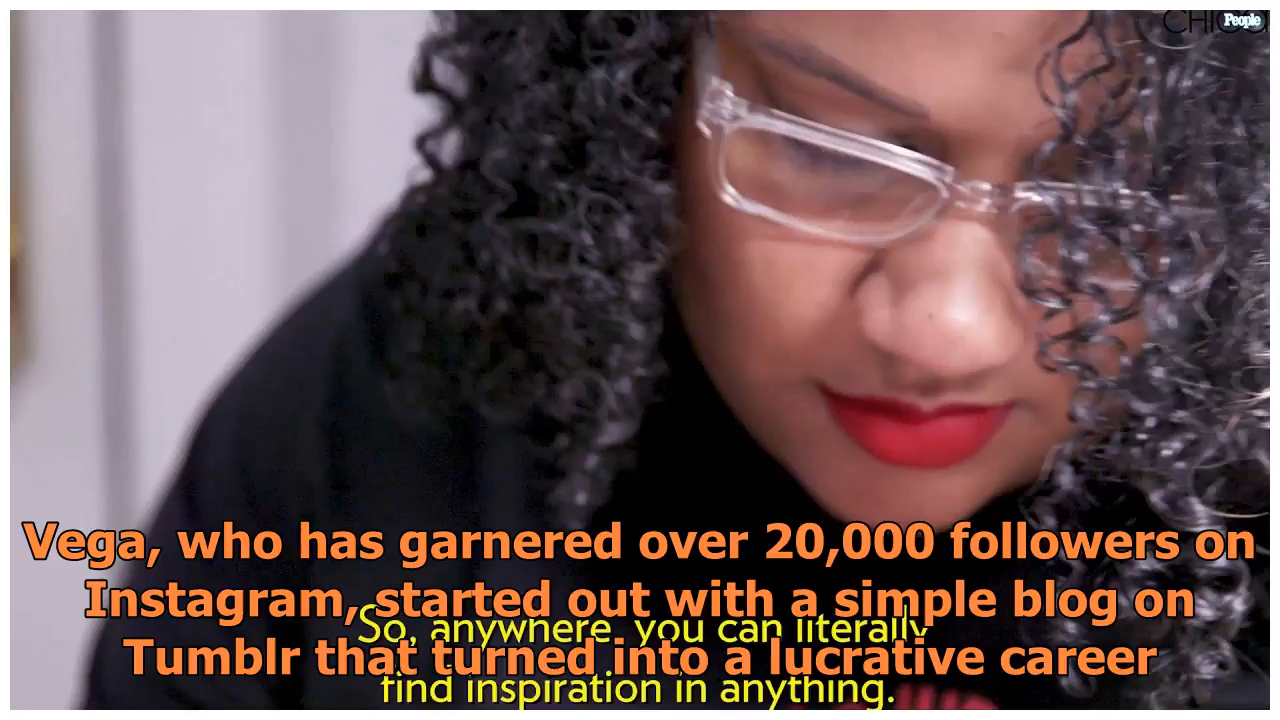 People
Vega, who has garnered over 20,000 followers on
Instagram, started out with a simple blog on
So, anywhere, you can literally
Tumblr that turned into a lucrative career
find inspiration in anything.